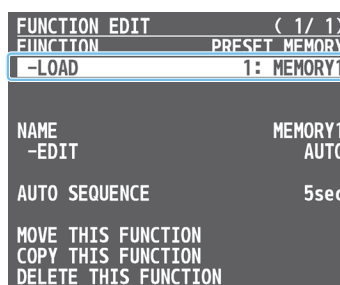 FUNCTION EDIT ( 1/ 1)
FUNCTION PRESET MEMORY
-LOAD 1: MEMORY1
NAME MEMORY1
-EDIT AUTO
AUTO SEQUENCE 5sec
MOVE THIS FUNCTION
COPY THIS FUNCTION
DELETE THIS FUNCTION